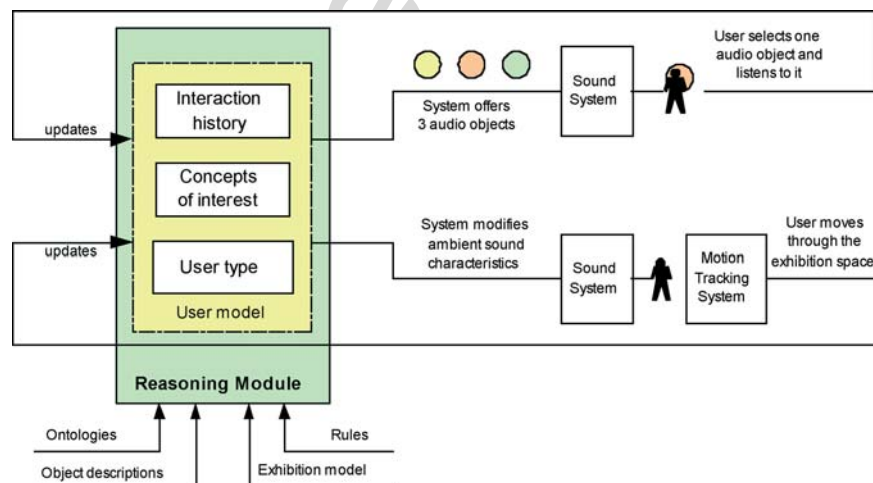 User selects one
audio object and
listens to it
Interaction
history
System offers
3 audio objects
Sound
System
updates
Concepts
of interest
System modifies
ambient sound
characteristics
User moves
through the
exhibition space
updates
User type
Sound
System
Motion
Tracking
System
User model
Reasoning Module
Ontologies
Rules
Object descriptions
Exhibition model